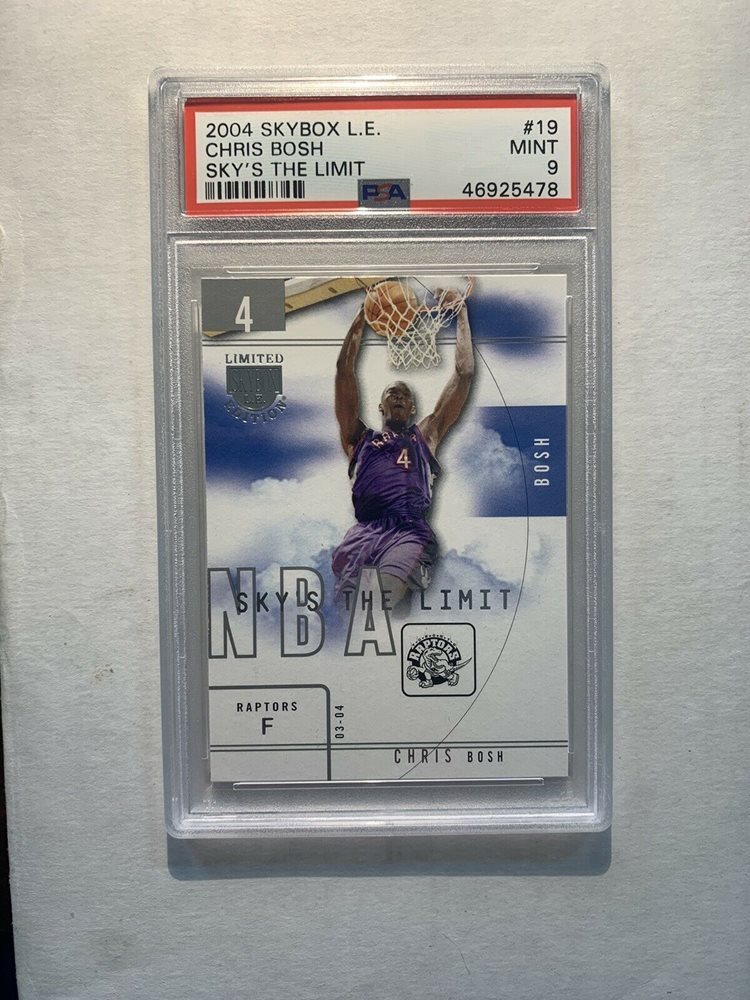 2004 SKYBOX L.E.
#19
CHRIS BOSH
MINT
SKY'S THE LIMIT
9
PSA
46925478
4
LIMITED
SKYBOX
L.E.
EDITION
4
BOSH
NBA
SKY'S THE LIMIT
RAPTORS
RAPTORS
F
03-04
CHRIS BOSH